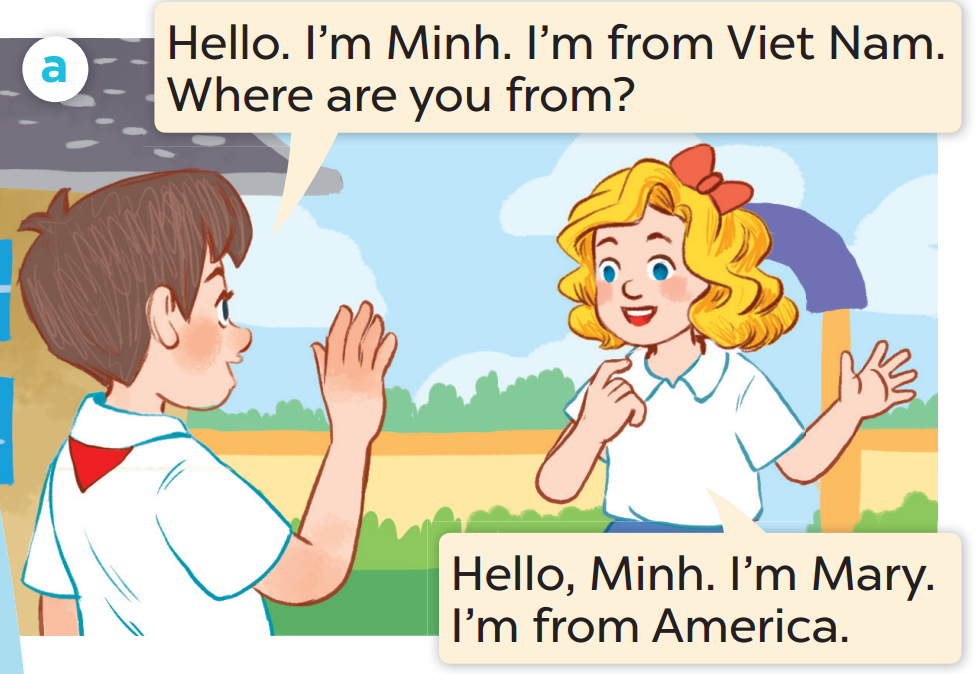 a
Hello. I'm Minh. I'm from Viet Nam.
Where are you from?
Hello, Minh. I'm Mary.
I'm from America.